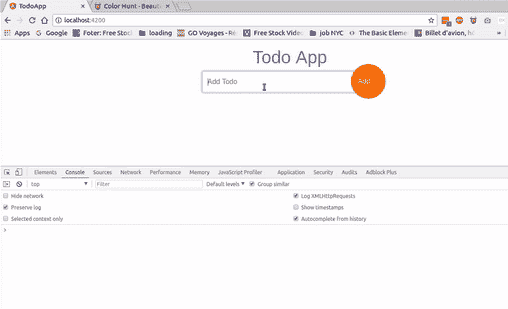 TodoApp Color Hunt - Beaut
localhost:4200
Apps Google Foter: Free Stock loading GO Voyages - Ré Free Stock Video job NYC The Basic Eleme Billet d'avion, h
Todo App
Add Todo Add
Elements Console Sources Network Performance Memory JavaScript Profiler Application Security Audits Adblock Plus
top Filter Default levels Group similar
Hide network Log XMLHttpRequests
Preserve log Show timestamps
Selected context only Autocomplete from history